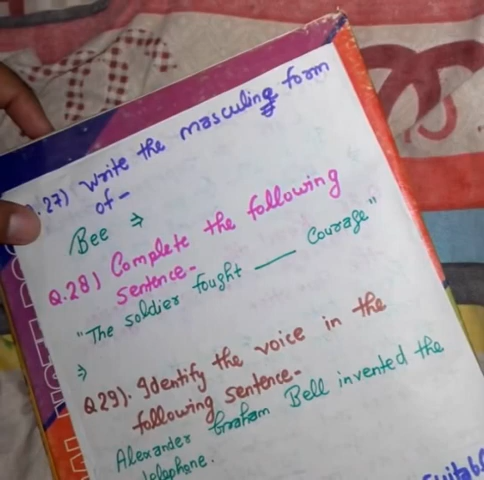 .27) Write the masculine form
of-
Bee ⇒
Q.28) Complete the following
sentence-
"The soldier fought ___ Courage"
⇒
Q29). Identify the voice in the
following sentence-
Alexander Graham Bell invented the
telephone.